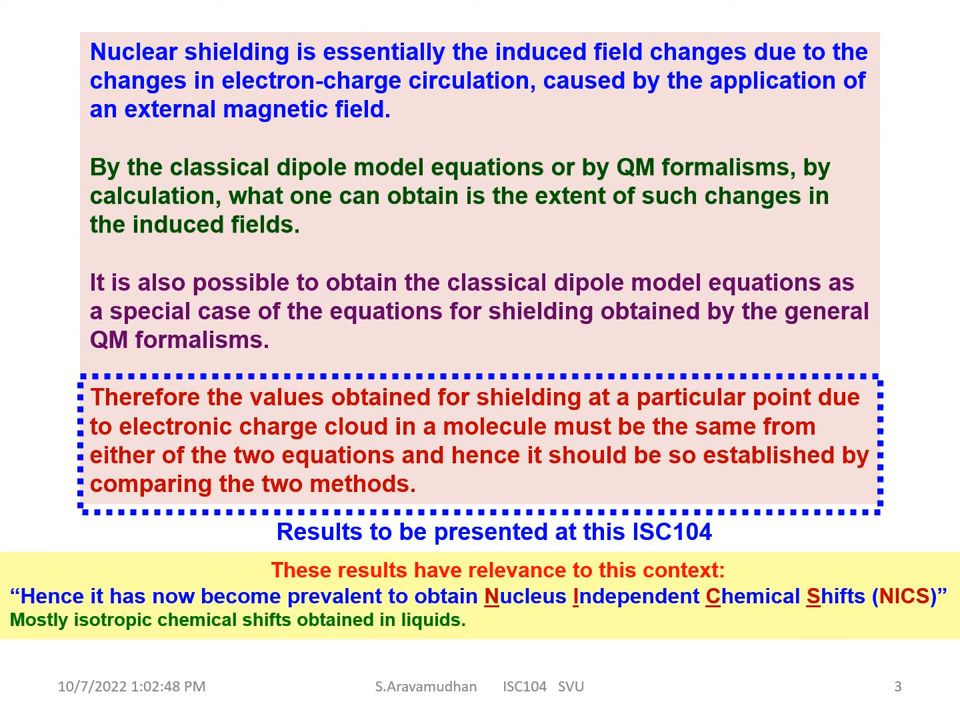 Nuclear shielding is essentially the induced field changes due to the
changes in electron-charge circulation, caused by the application of
an external magnetic field.
By the classical dipole model equations or by QM formalisms, by
calculation, what one can obtain is the extent of such changes in
the induced fields.
It is also possible to obtain the classical dipole model equations as
a special case of the equations for shielding obtained by the general
QM formalisms.
Therefore the values obtained for shielding at a particular point due
to electronic charge cloud in a molecule must be the same from
either of the two equations and hence it should be so established by
comparing the two methods.
Results to be presented at this ISC104
These results have relevance to this context:
“Hence it has now become prevalent to obtain Nucleus Independent Chemical Shifts (NICS)”
Mostly isotropic chemical shifts obtained in liquids.
10/7/2022 1:02:48 PM S.Aravamudhan ISC104 SVU 3